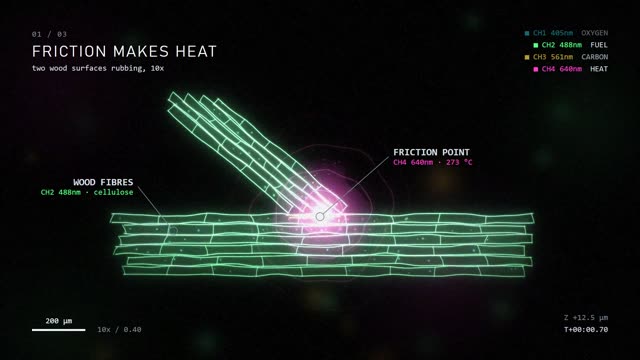 01 / 03
FRICTION MAKES HEAT
two wood surfaces rubbing, 10x
CH1 405nm OXYGEN
CH2 488nm FUEL
CH3 561nm CARBON
CH4 640nm HEAT
FRICTION POINT
CH4 640nm · 273 °C
WOOD FIBRES
CH2 488nm · cellulose
200 µm
10x / 0.40
Z +12.5 µm
T+00:00.70